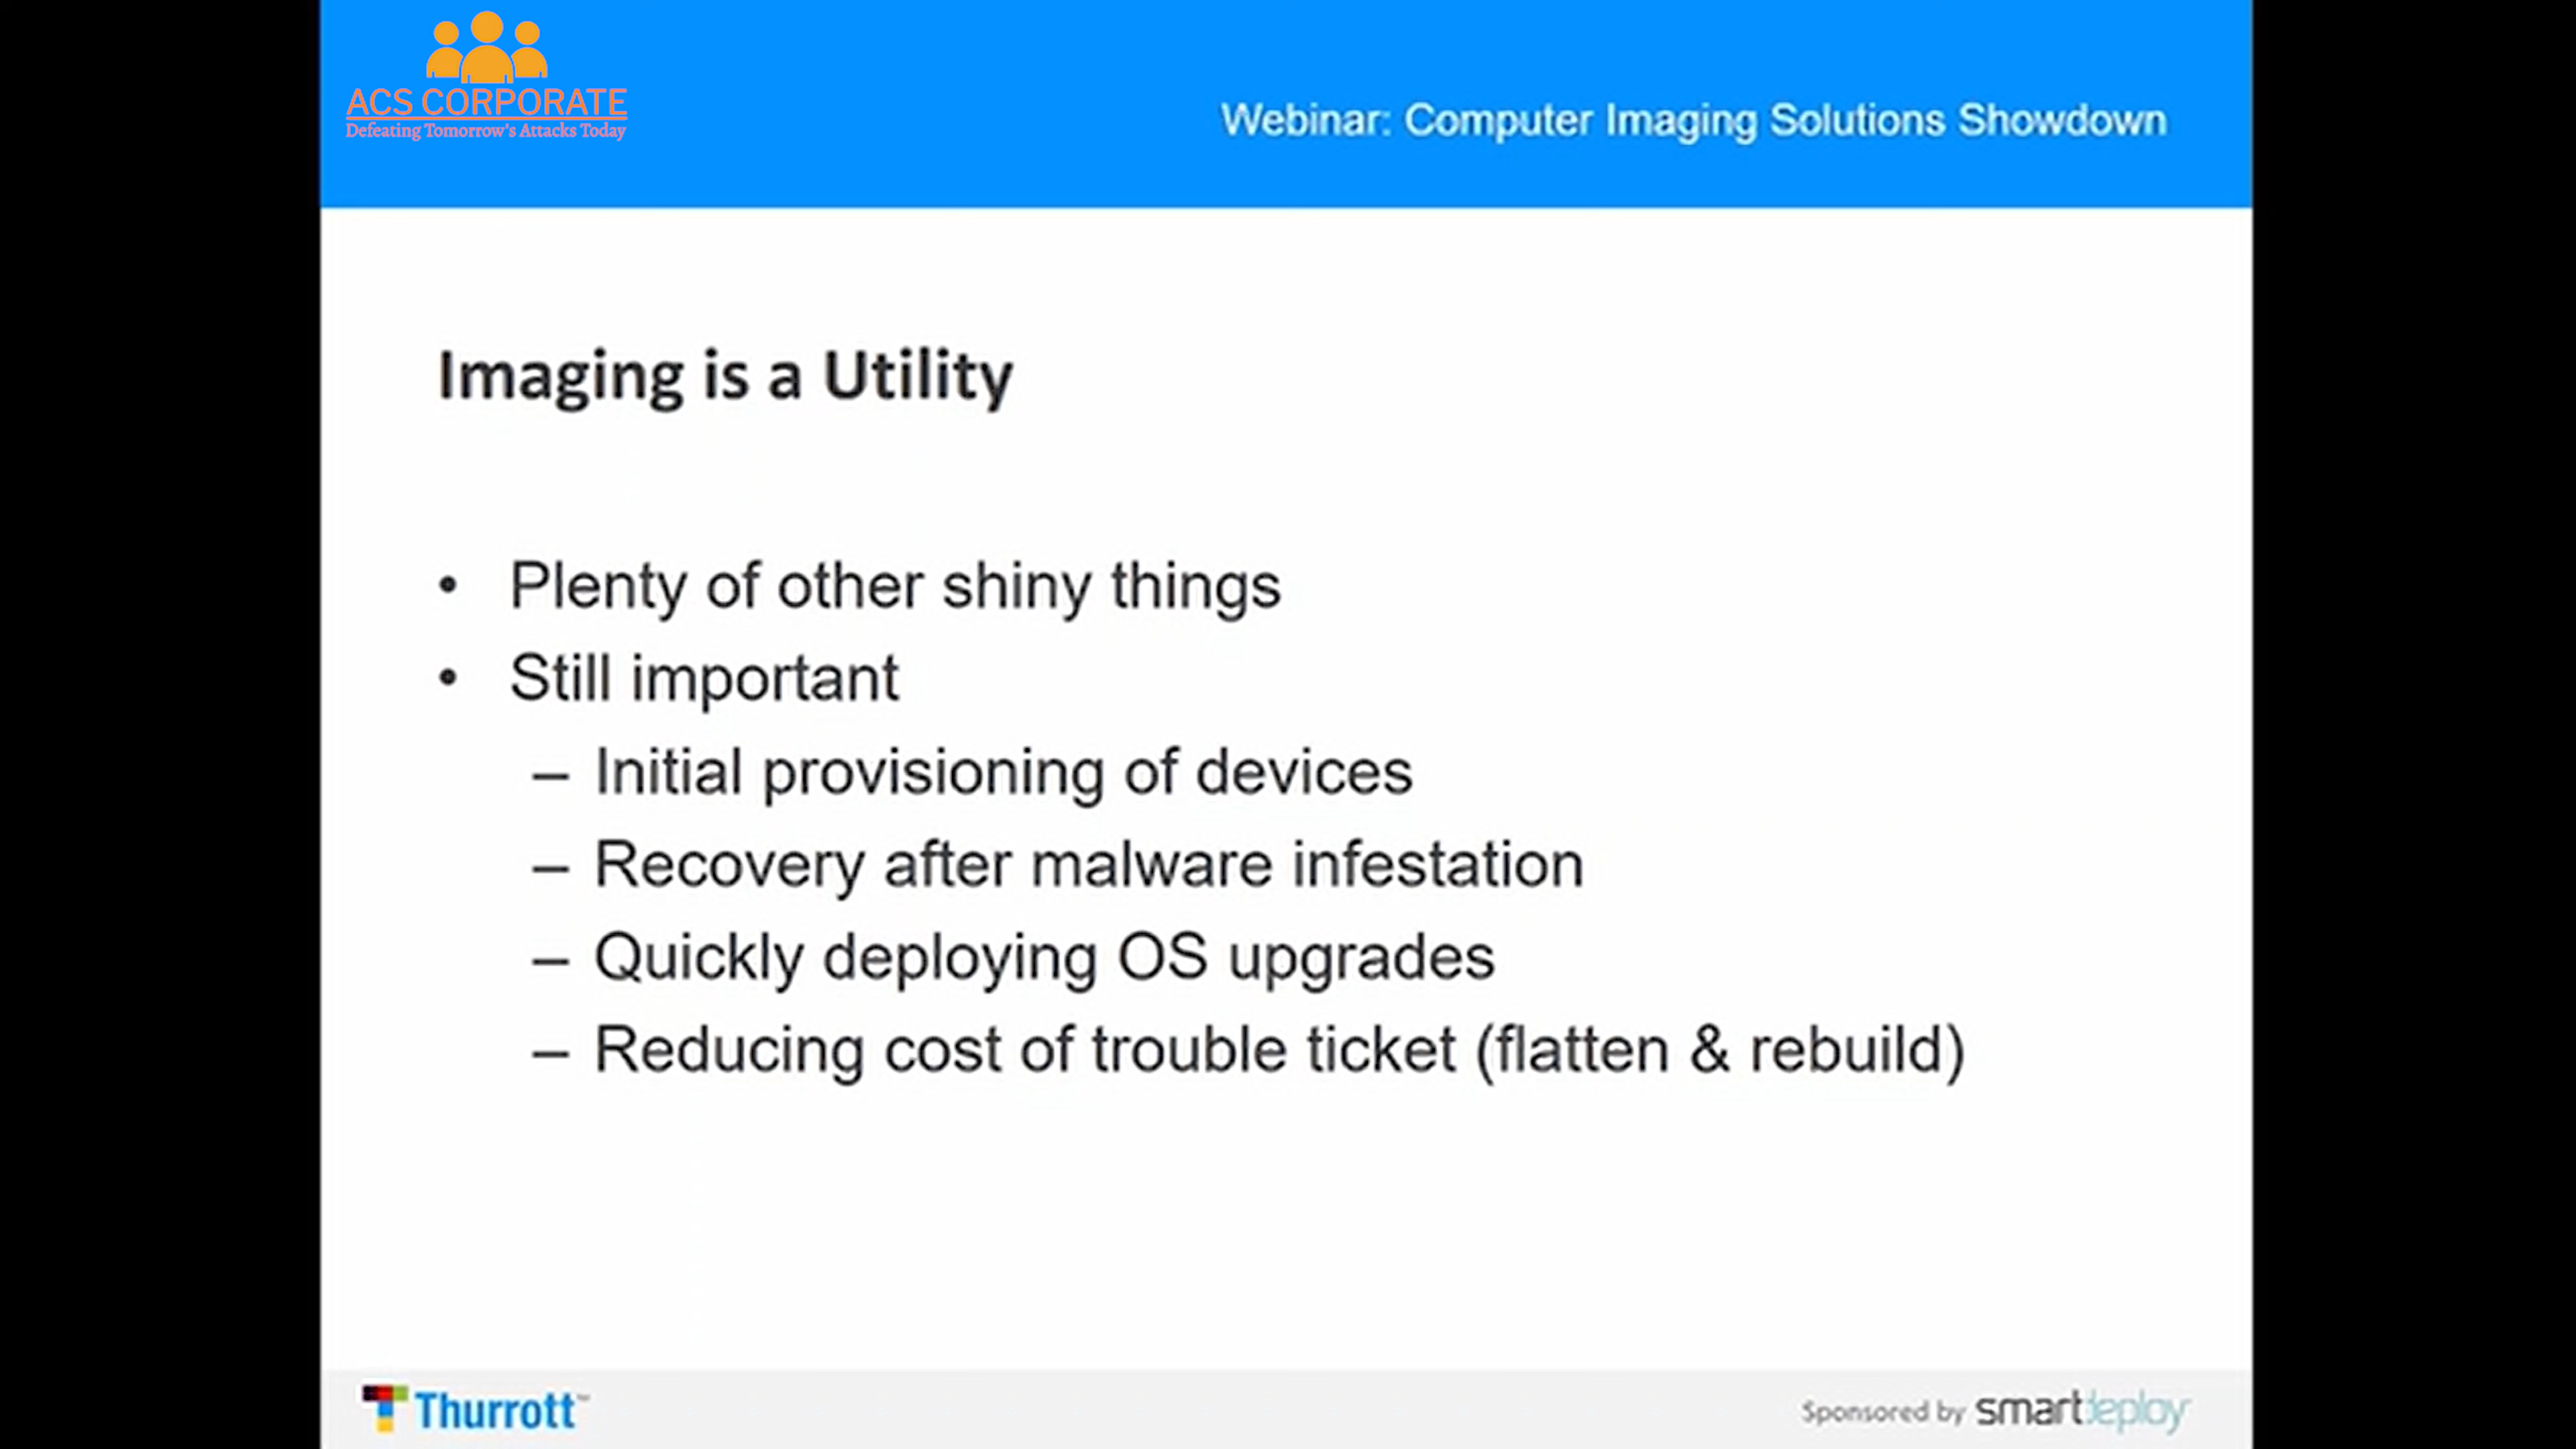 ACS CORPORATE
Defeating Tomorrow's Attacks Today
Webinar: Computer Imaging Solutions Showdown
Imaging is a Utility
• Plenty of other shiny things
• Still important
– Initial provisioning of devices
– Recovery after malware infestation
– Quickly deploying OS upgrades
– Reducing cost of trouble ticket (flatten & rebuild)
Thurrott™
Sponsored by smartdeploy